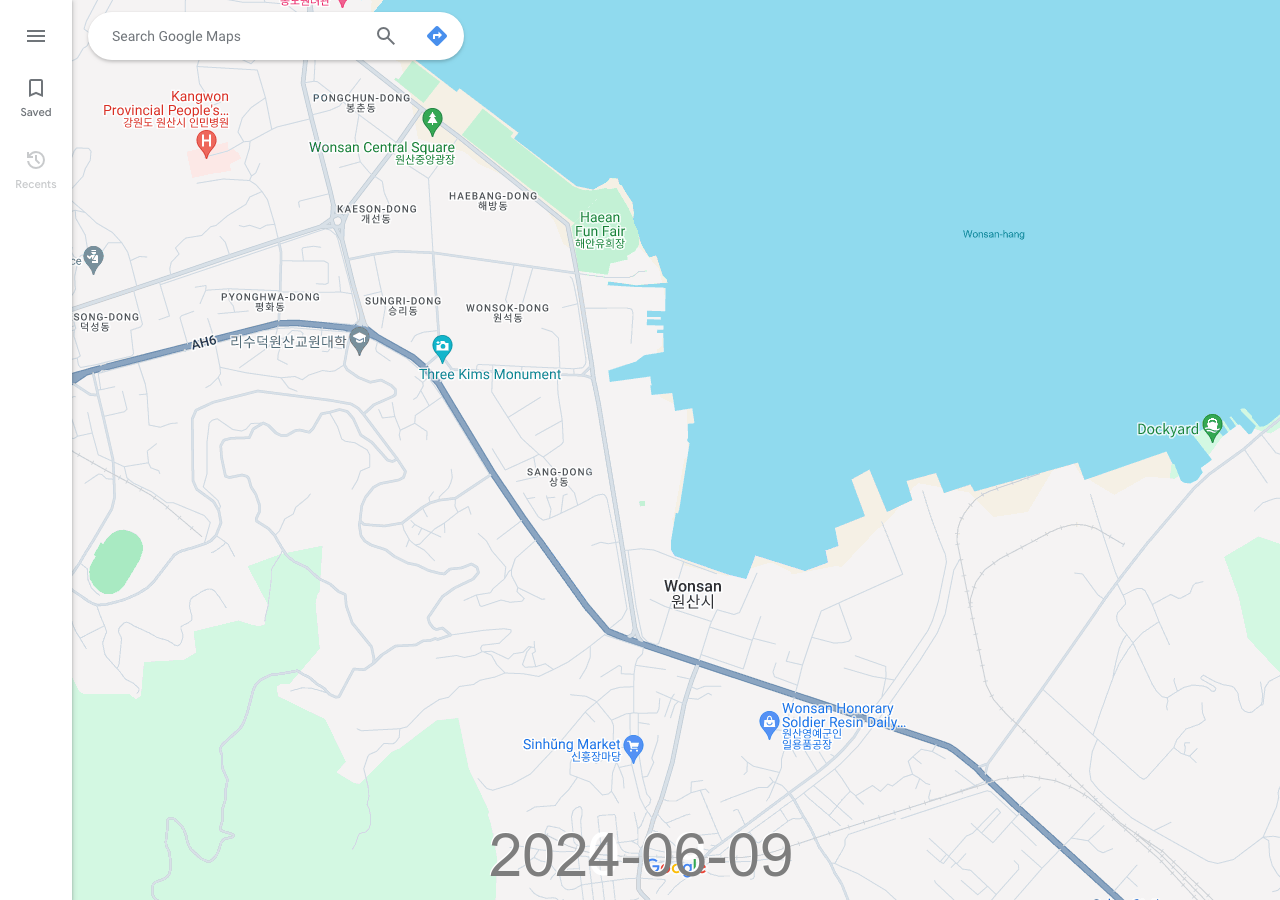 Search Google Maps
Saved
Recents
Kangwon
Provincial People's...
강원도 원산시 인민병원
PONGCHUN-DONG
봉춘동
Wonsan Central Square
원산중앙광장
HAEBANG-DONG
해방동
KAESON-DONG
개선동
Haean
Fun Fair
해안유희장
Wonsan-hang
PYONGHWA-DONG
평화동
SUNGRI-DONG
승리동
WONSOK-DONG
원석동
SONG-DONG
덕성동
AH6
리수덕원산교원대학
Three Kims Monument
Dockyard
SANG-DONG
상동
Wonsan
원산시
Wonsan Honorary
Soldier Resin Daily...
원산영예군인
일용품공장
Sinhŭng Market
신흥장마당
Google
2024-06-09